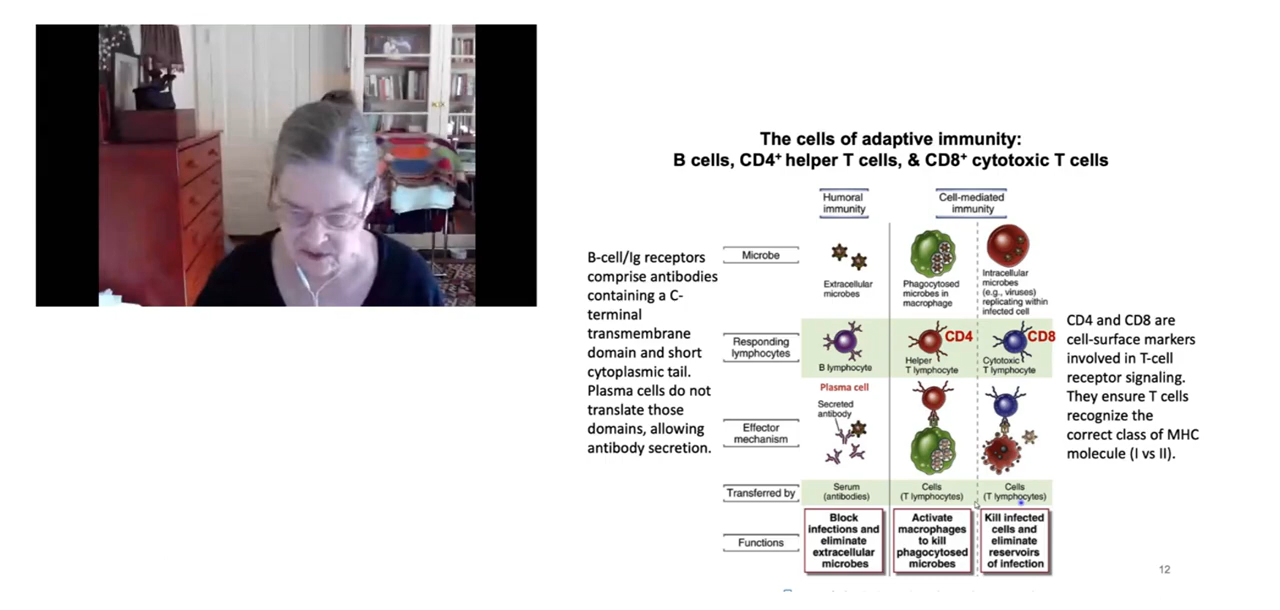 The cells of adaptive immunity:
B cells, CD4⁺ helper T cells, & CD8⁺ cytotoxic T cells
Humoral
immunity
Cell-mediated
immunity
B-cell/Ig receptors
comprise antibodies
containing a C-
terminal
transmembrane
domain and short
cytoplasmic tail.
Plasma cells do not
translate those
domains, allowing
antibody secretion.
Microbe
Extracellular
microbes
Phagocytosed
microbes in
macrophage
Intracellular
microbes
(e.g., viruses)
replicating within
infected cell
Responding
lymphocytes
B lymphocyte
CD4
Helper
T lymphocyte
CD8
Cytotoxic
T lymphocyte
Plasma cell
Secreted
antibody
Effector
mechanism
Transferred by
Serum
(antibodies)
Cells
(T lymphocytes)
Cells
(T lymphocytes)
Functions
Block
infections and
eliminate
extracellular
microbes
Activate
macrophages
to kill
phagocytosed
microbes
Kill infected
cells and
eliminate
reservoirs
of infection
CD4 and CD8 are
cell-surface markers
involved in T-cell
receptor signaling.
They ensure T cells
recognize the
correct class of MHC
molecule (I vs II).
12